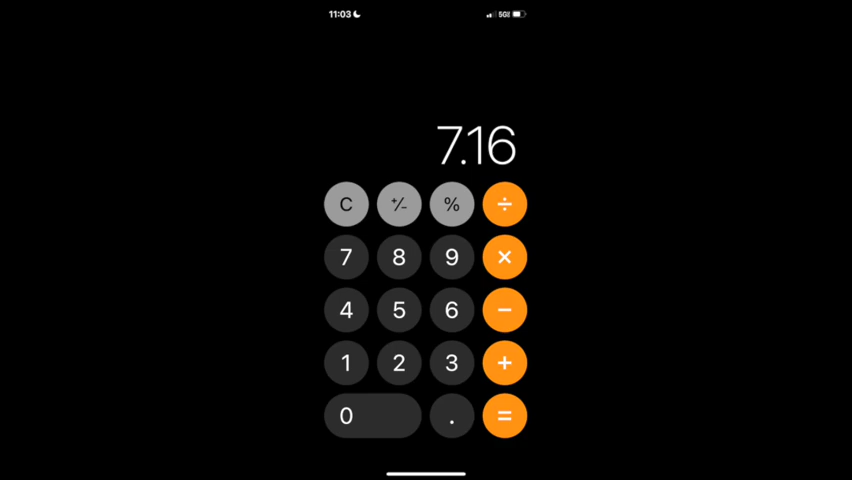 11:03 5G
7.16
C +/- % ÷
7 8 9 ×
4 5 6 −
1 2 3 +
0 . =